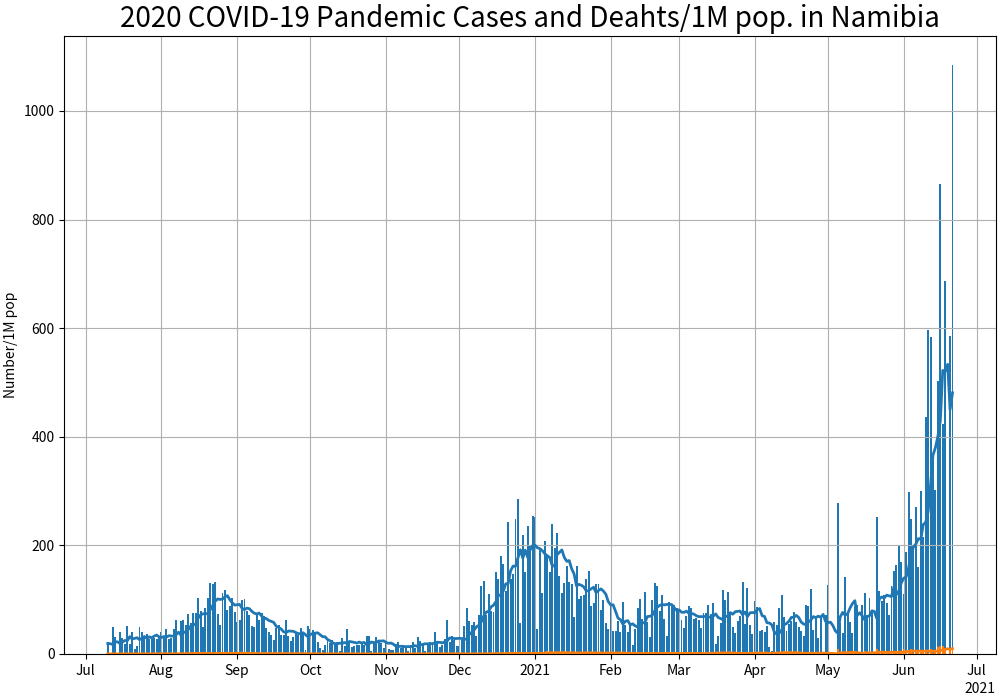 2020 COVID-19 Pandemic Cases and Deahts/1M pop. in Namibia
Number/1M pop
1000
800
600
400
200
0
Jul Aug Sep Oct Nov Dec 2021 Feb Mar Apr May Jun Jul
2021